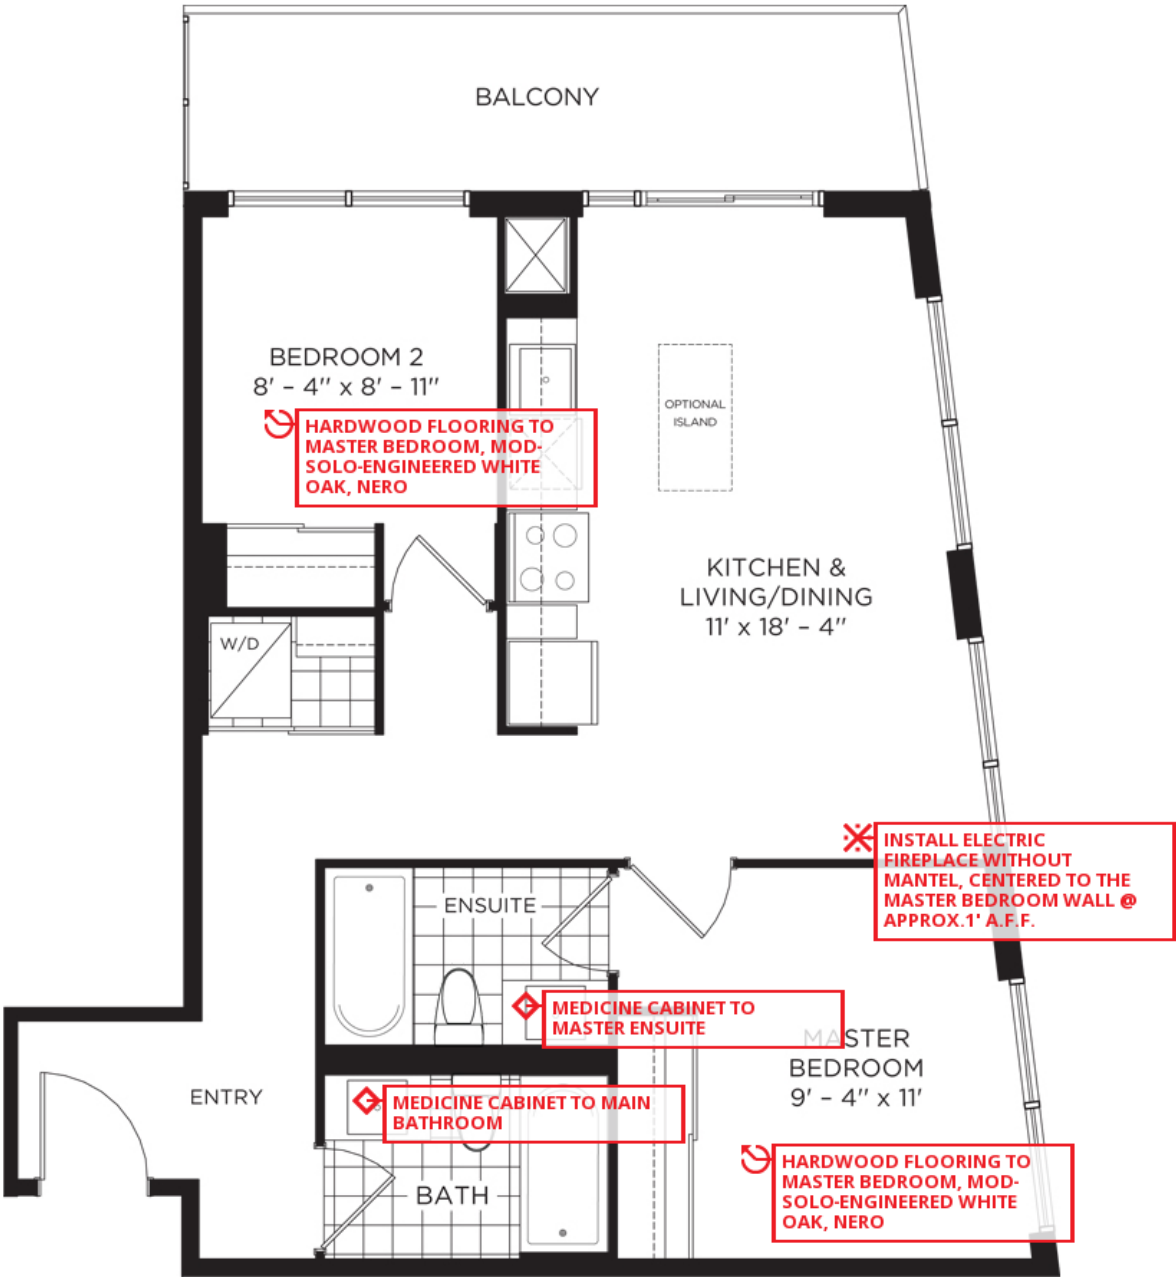 BALCONY
BEDROOM 2
8' – 4" x 8' – 11"
HARDWOOD FLOORING TO
MASTER BEDROOM, MOD-
SOLO-ENGINEERED WHITE
OAK, NERO
OPTIONAL
ISLAND
KITCHEN &
LIVING/DINING
11' x 18' – 4"
W/D
INSTALL ELECTRIC
FIREPLACE WITHOUT
MANTEL, CENTERED TO THE
MASTER BEDROOM WALL @
APPROX.1' A.F.F.
ENSUITE
MEDICINE CABINET TO
MASTER ENSUITE
MASTER
BEDROOM
9' – 4" x 11'
ENTRY
MEDICINE CABINET TO MAIN
BATHROOM
BATH
HARDWOOD FLOORING TO
MASTER BEDROOM, MOD-
SOLO-ENGINEERED WHITE
OAK, NERO